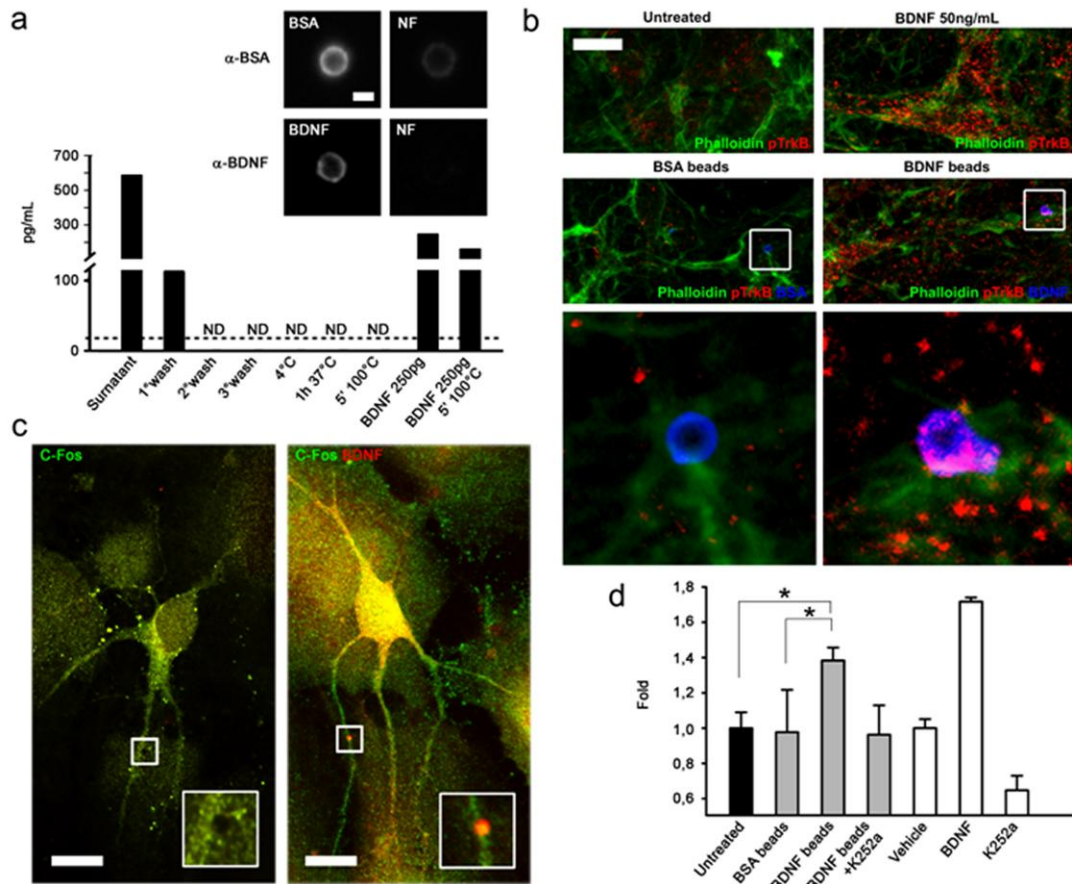 a
BSA
NF
α-BSA
BDNF
NF
α-BDNF
pg/mL
700
500
300
100
0
ND ND ND ND ND
Surnatant
1°wash
2°wash
3°wash
4°C
1h 37°C
5' 100°C
BDNF 250pg
BDNF 250pg
5' 100°C
b
Untreated
BDNF 50ng/mL
Phalloidin pTrkB
Phalloidin pTrkB
BSA beads
BDNF beads
Phalloidin pTrkB BSA
Phalloidin pTrkB BDNF
c
C-Fos
C-Fos BDNF
d
Fold
1,8
1,6
1,4
1,2
1,0
0,8
0,6
*
*
Untreated
BSA beads
BDNF beads
BDNF beads
+K252a
Vehicle
BDNF
K252a